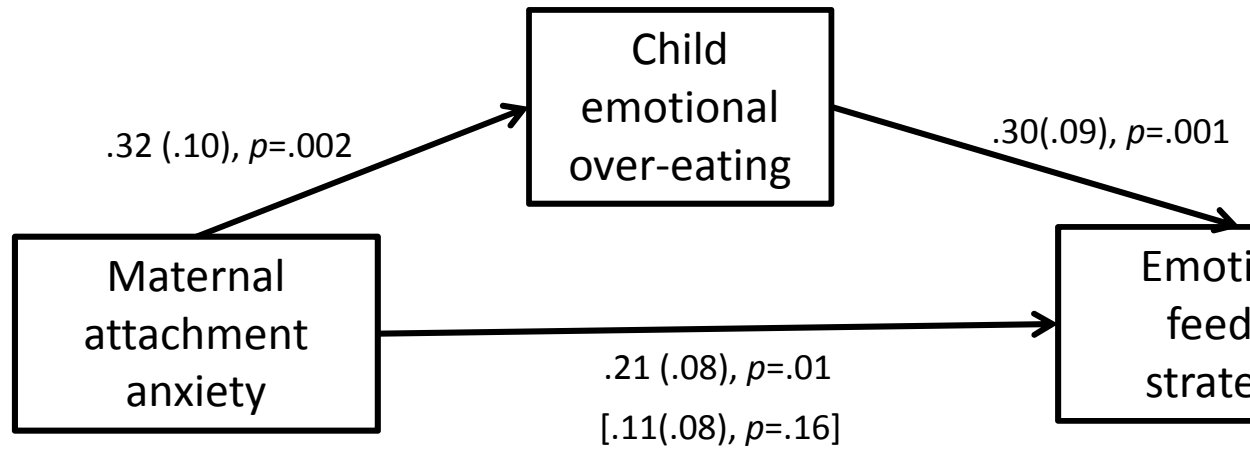 Child
emotional
over-eating
.32 (.10), p=.002
.30(.09), p=.001
Maternal
attachment
anxiety
.21 (.08), p=.01
[.11(.08), p=.16]